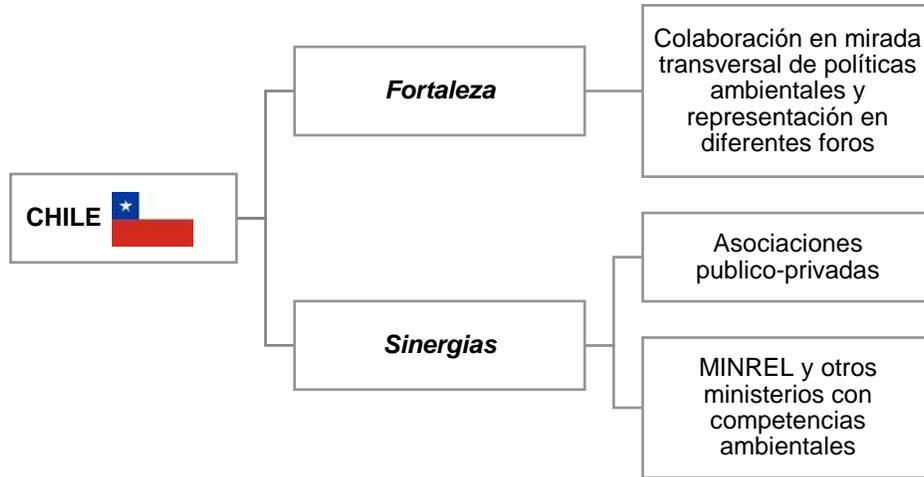 CHILE
Fortaleza
Colaboración en mirada
transversal de políticas
ambientales y
representación en
diferentes foros
Sinergias
Asociaciones
publico-privadas
MINREL y otros
ministerios con
competencias
ambientales